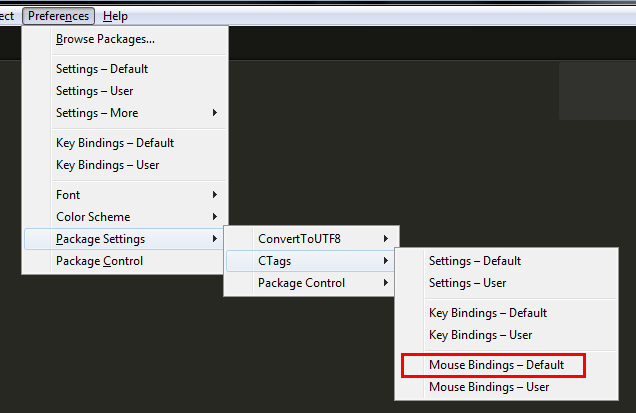 ect Preferences Help
Browse Packages...
Settings – Default
Settings – User
Settings – More
Key Bindings – Default
Key Bindings – User
Font
Color Scheme
Package Settings
Package Control
ConvertToUTF8
CTags
Package Control
Settings – Default
Settings – User
Key Bindings – Default
Key Bindings – User
Mouse Bindings – Default
Mouse Bindings – User